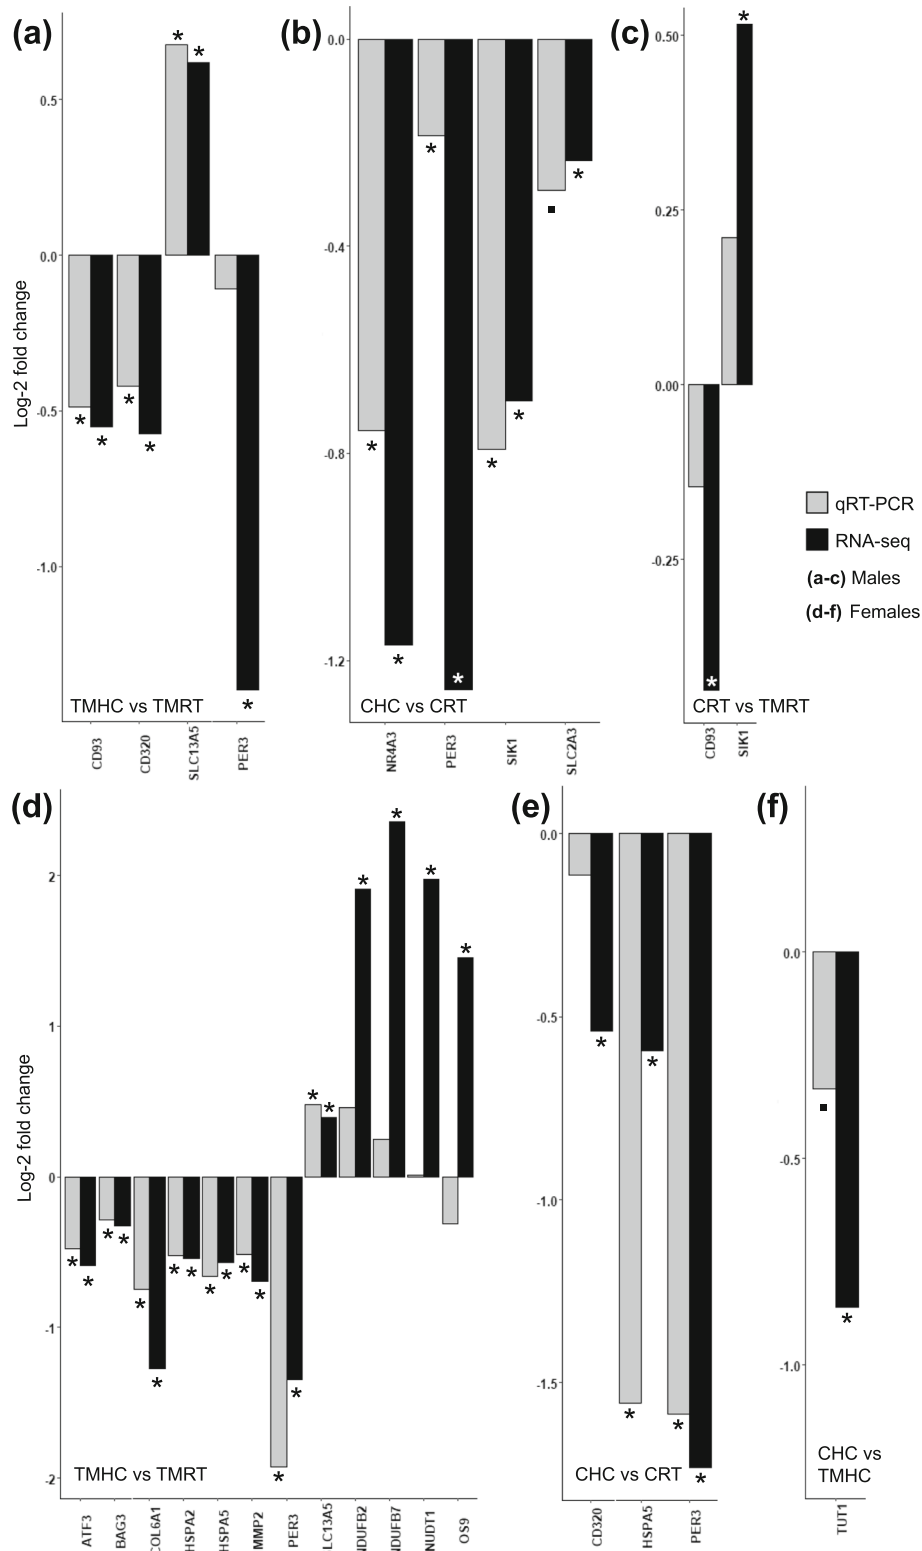 (a)
(b)
(c)
Log-2 fold change
0.5
0.0
-0.5
-1.0
TMHC vs TMRT
CD93
CD320
SLC13A5
PER3
0.0
-0.4
-0.8
-1.2
CHC vs CRT
NR4A3
PER3
SIK1
SLC2A3
0.50
0.25
0.00
-0.25
CRT vs TMRT
CD93
SIK1
qRT-PCR
RNA-seq
(a-c) Males
(d-f) Females
(d)
(e)
(f)
Log-2 fold change
2
1
0
-1
-2
TMHC vs TMRT
ATF3
BAG3
COL6A1
HSPA2
HSPA5
MMP2
PER3
LC13A5
NDUFB2
NDUFB7
NUDT1
OS9
0.0
-0.5
-1.0
-1.5
CHC vs CRT
CD320
HSPA5
PER3
0.0
-0.5
-1.0
CHC vs
TMHC
TUT1